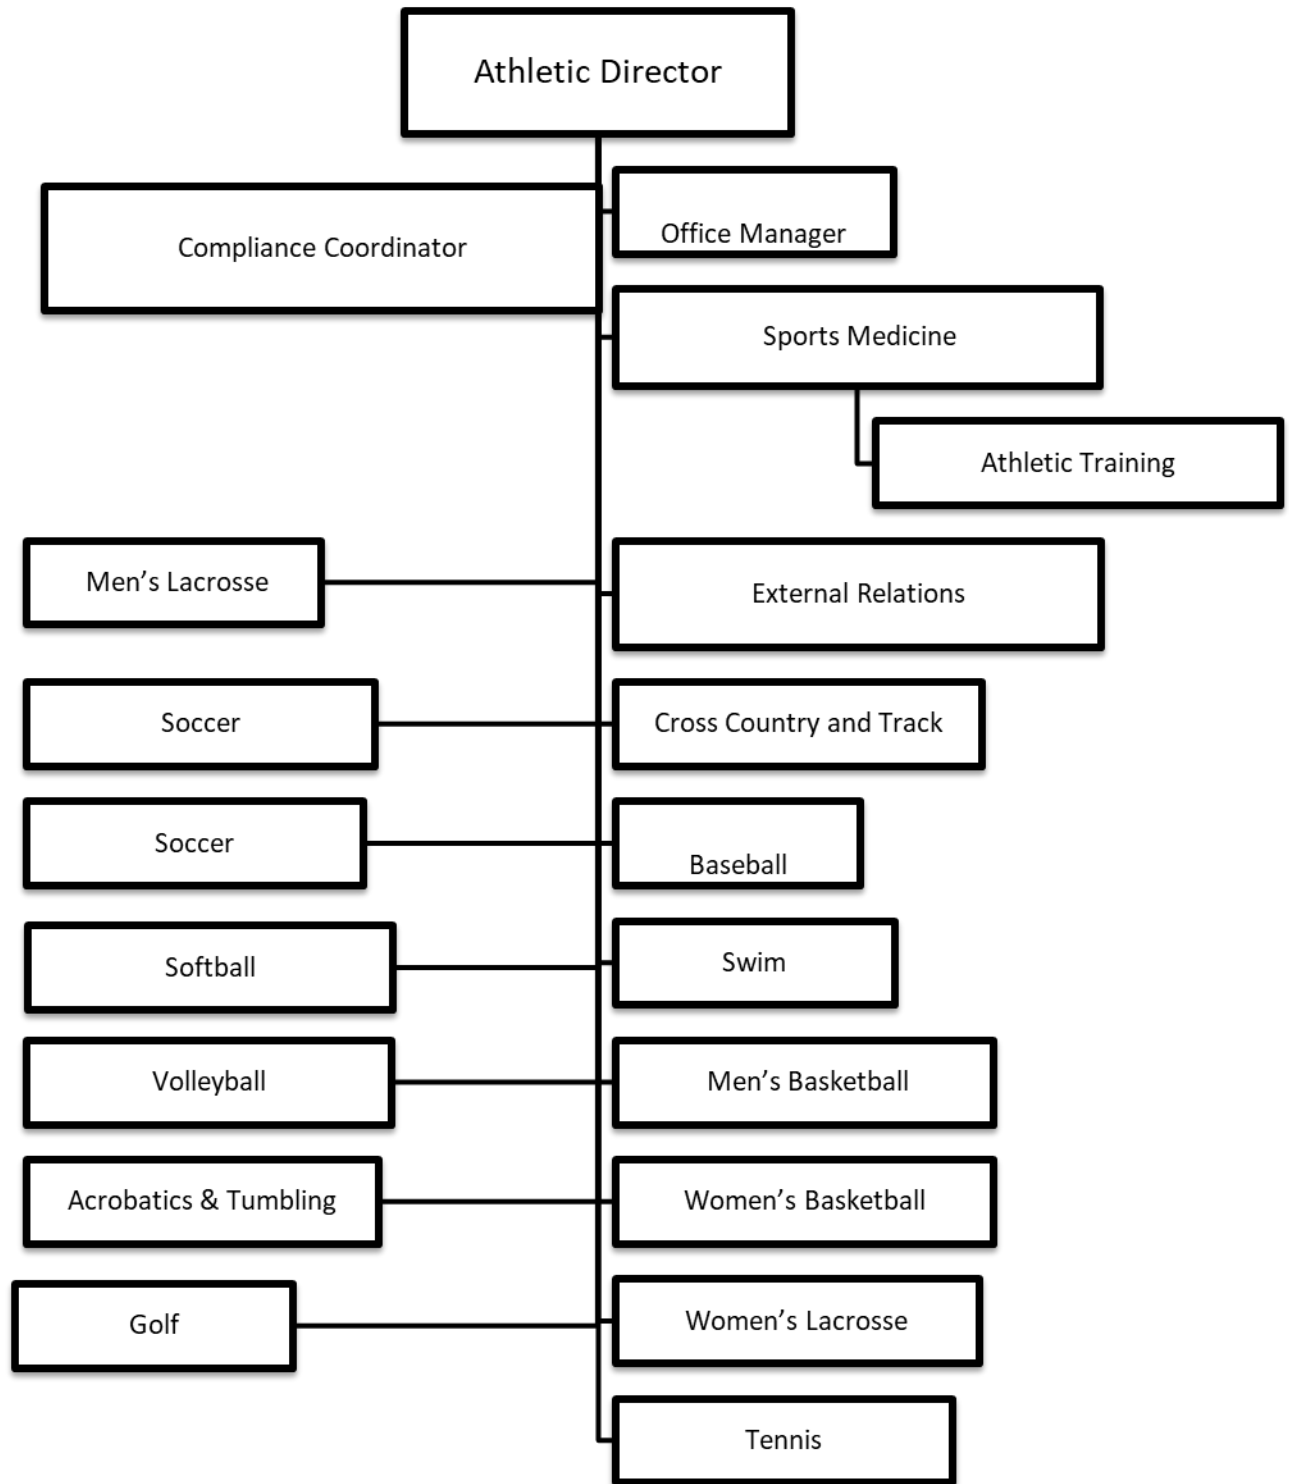 Athletic Director
Office Manager
Compliance Coordinator
Sports Medicine
Athletic Training
Men’s Lacrosse
External Relations
Soccer
Cross Country and Track
Soccer
Baseball
Softball
Swim
Volleyball
Men’s Basketball
Acrobatics & Tumbling
Women’s Basketball
Golf
Women’s Lacrosse
Tennis